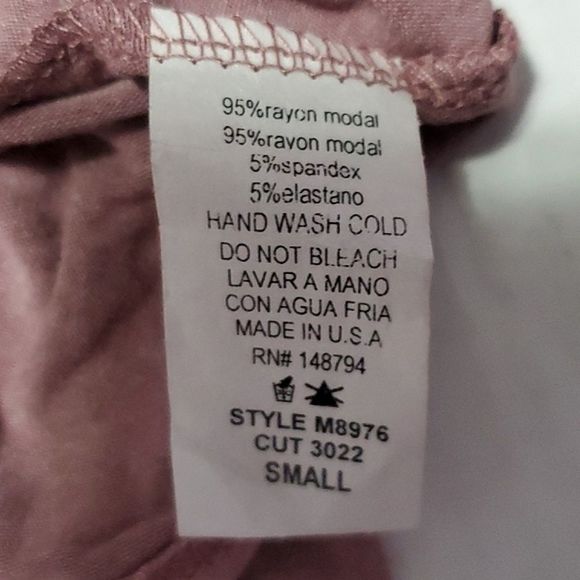 95%rayon modal
95%rayon modal
5%spandex
5%elastano
HAND WASH COLD
DO NOT BLEACH
LAVAR A MANO
CON AGUA FRIA
MADE IN U.S.A
RN# 148794
STYLE M8976
CUT 3022
SMALL